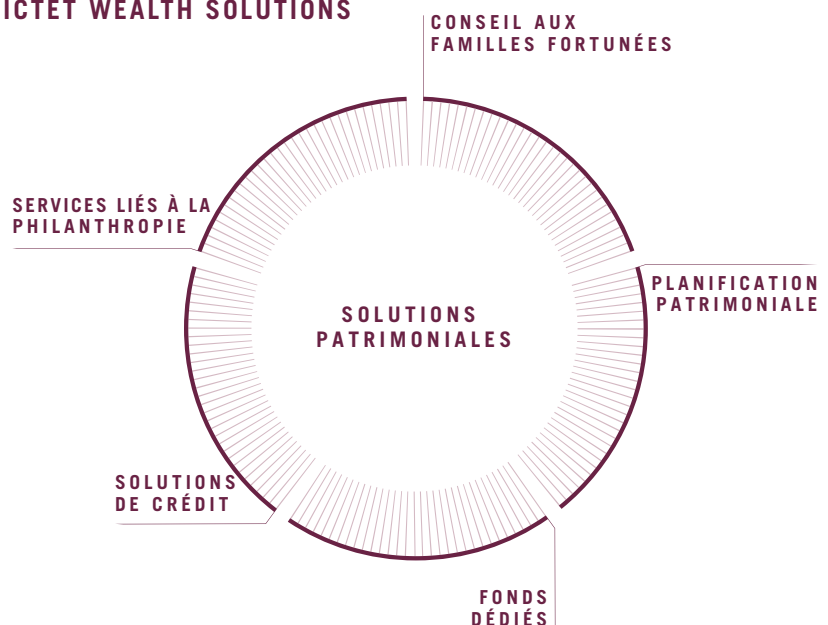 ICTET WEALTH SOLUTIONS
CONSEIL AUX
FAMILLES FORTUNÉES
SERVICES LIÉS À LA
PHILANTHROPIE
PLANIFICATION
PATRIMONIALE
SOLUTIONS
PATRIMONIALES
SOLUTIONS
DE CRÉDIT
FONDS
DÉDIÉS